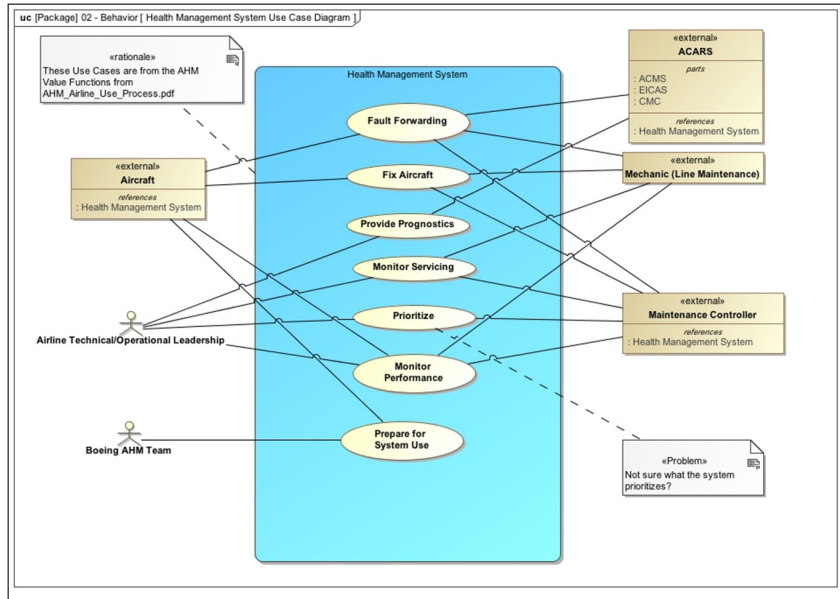 uc [Package] 02 - Behavior [ Health Management System Use Case Diagram ]
«rationale»
These Use Cases are from the AHM
Value Functions from
AHM_Airline_Use_Process.pdf
Health Management System
«external»
ACARS
parts
: ACMS
: EICAS
: CMC
references
: Health Management System
Fault Forwarding
«external»
Aircraft
references
: Health Management System
Fix Aircraft
«external»
Mechanic (Line Maintenance)
Provide Prognostics
Monitor Servicing
Prioritize
«external»
Maintenance Controller
references
: Health Management System
Airline Technical/Operational Leadership
Monitor
Performance
Prepare for
System Use
Boeing AHM Team
«Problem»
Not sure what the system
prioritizes?